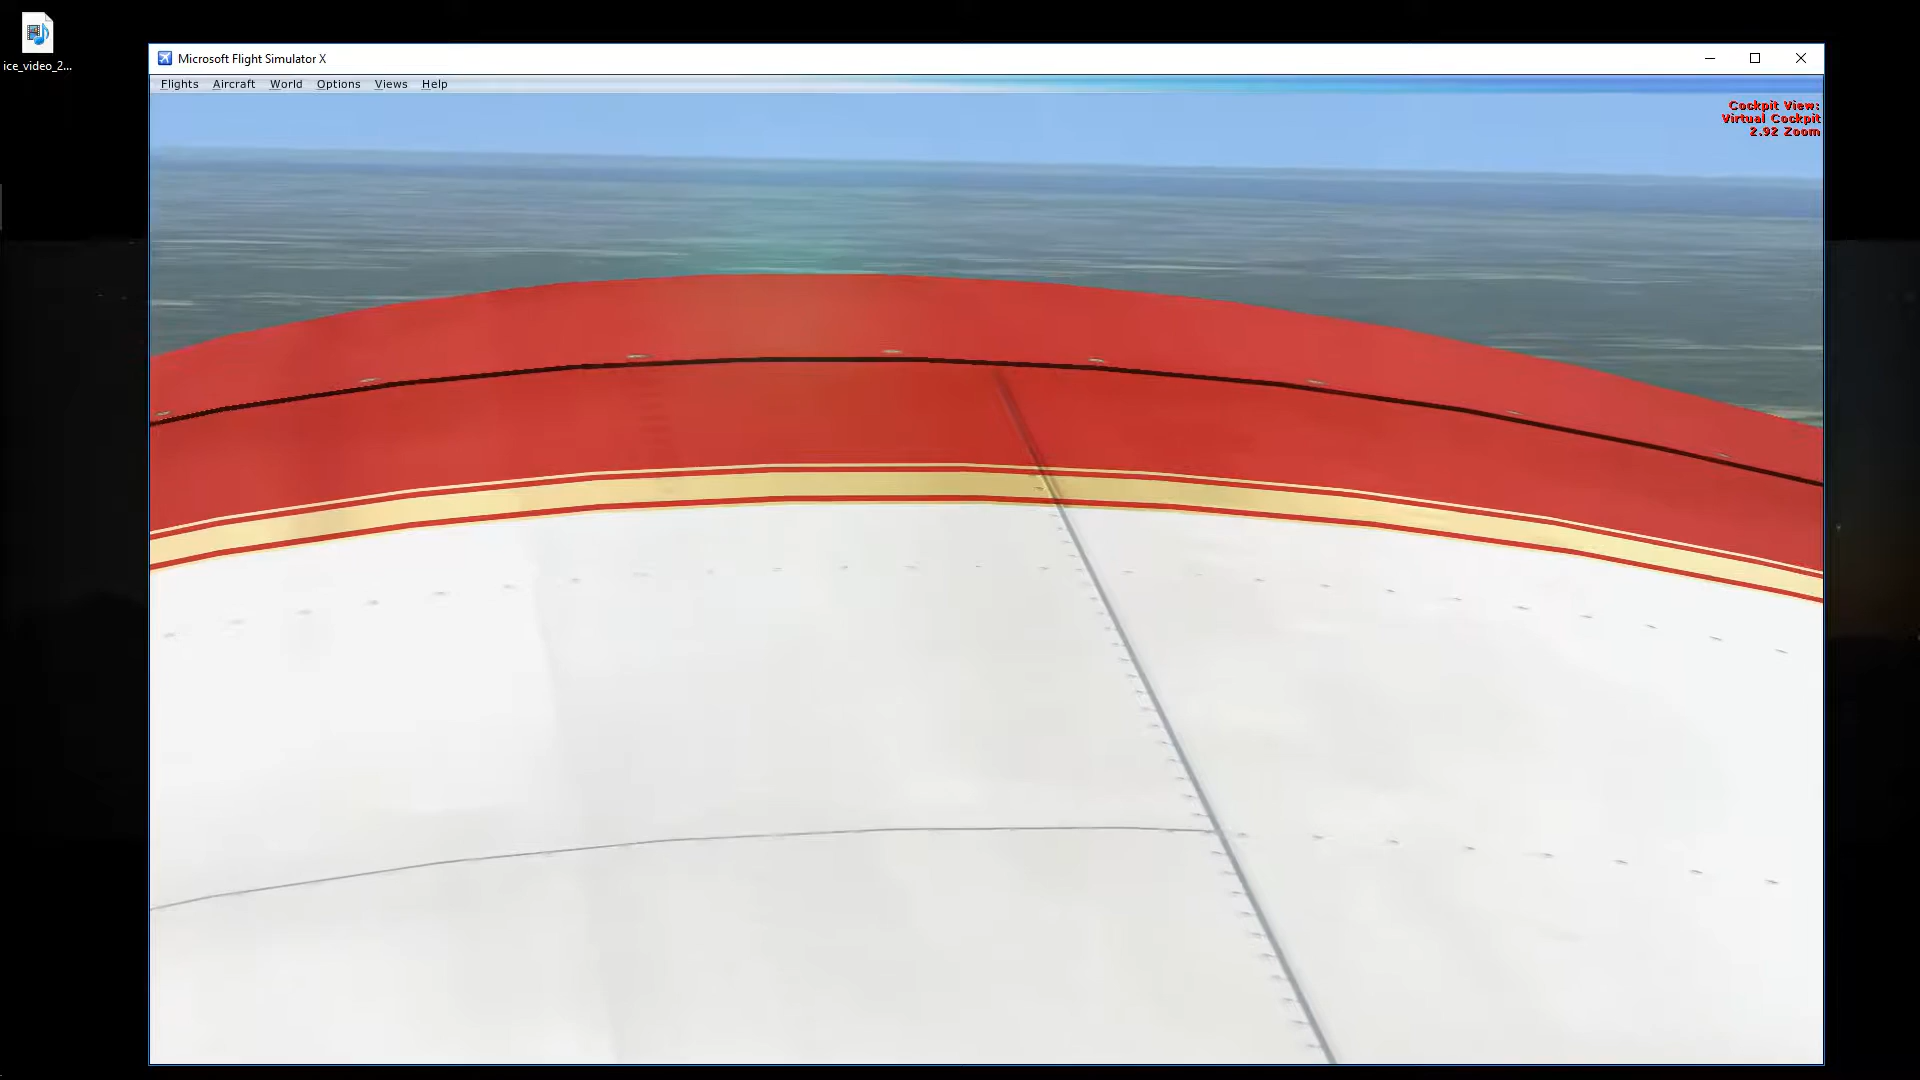 ice_video_2...
Microsoft Flight Simulator X
Flights Aircraft World Options Views Help
Cockpit View:
Virtual Cockpit
2.92 Zoom